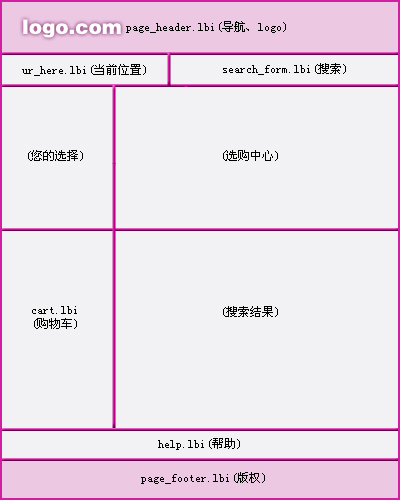 logo.com page_header.lbi(导航、logo)
ur_here.lbi(当前位置) search_form.lbi(搜索)
(您的选择) (选购中心)
cart.lbi
(购物车) (搜索结果)
help.lbi(帮助)
page_footer.lbi(版权)